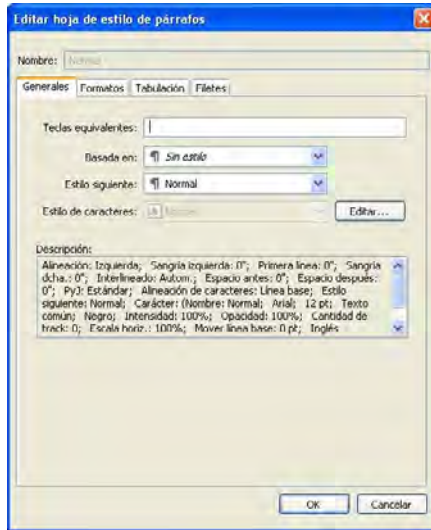 Editar hoja de estilo de párrafos
Nombre: Normal
Generales Formatos Tabulación Filetes
Teclas equivalentes:
Basada en: ¶ Sin estilo
Estilo siguiente: ¶ Normal
Estilo de caracteres: Normal Editar...
Descripción:
Alineación: Izquierda; Sangría izquierda: 0"; Primera línea: 0"; Sangría
dcha.: 0"; Interlineado: Autom.; Espacio antes: 0"; Espacio después:
0"; PyJ: Estándar; Alineación de caracteres: Línea base; Estilo
siguiente: Normal; Carácter: (Nombre: Normal; Arial; 12 pt; Texto
común; Negro; Intensidad: 100%; Opacidad: 100%; Cantidad de
track: 0; Escala horiz.: 100%; Mover línea base: 0 pt; Inglés
OK Cancelar